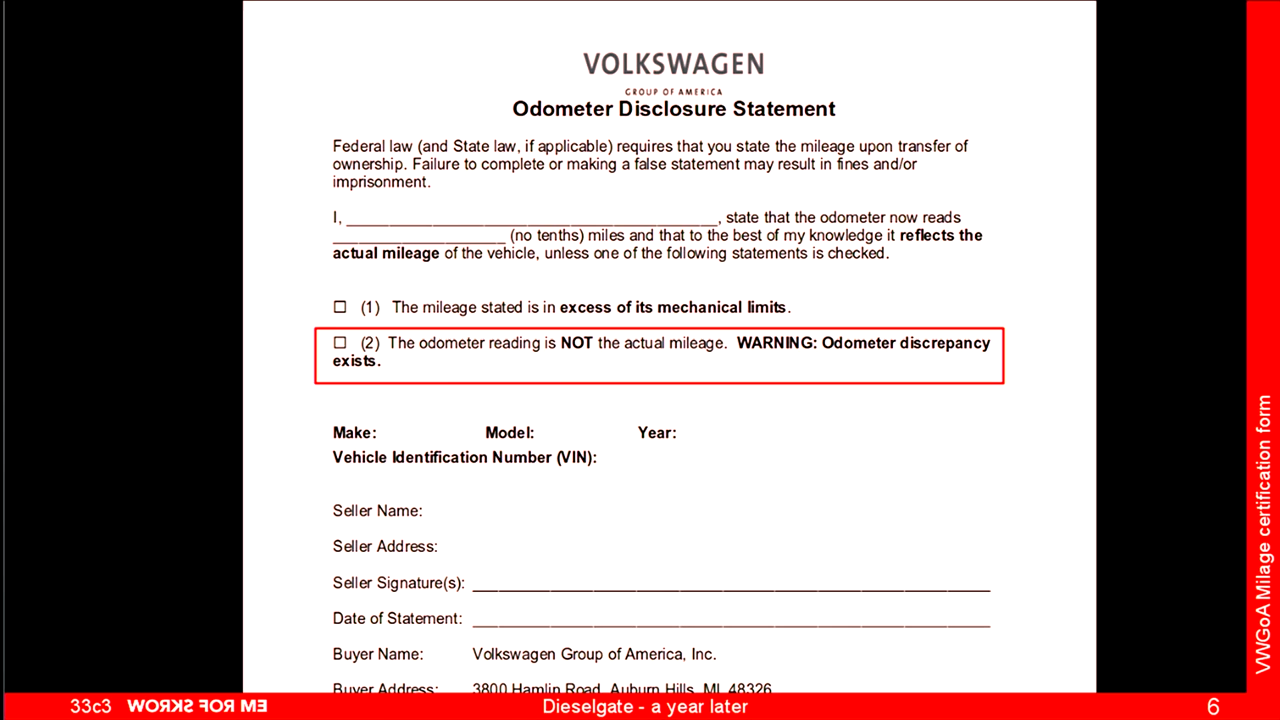 VOLKSWAGEN
GROUP OF AMERICA
Odometer Disclosure Statement
Federal law (and State law, if applicable) requires that you state the mileage upon transfer of
ownership. Failure to complete or making a false statement may result in fines and/or
imprisonment.
I, ___________________________________________, state that the odometer now reads
____________________ (no tenths) miles and that to the best of my knowledge it reflects the
actual mileage of the vehicle, unless one of the following statements is checked.
☐ (1) The mileage stated is in excess of its mechanical limits.
☐ (2) The odometer reading is NOT the actual mileage. WARNING: Odometer discrepancy
exists.
Make: Model: Year:
Vehicle Identification Number (VIN):
Seller Name:
Seller Address:
Seller Signature(s): ____________________________________________________________
Date of Statement: ____________________________________________________________
Buyer Name: Volkswagen Group of America, Inc.
Buyer Address: 3800 Hamlin Road, Auburn Hills, MI 48326
VWGoA Milage certification form
33c3 WORKS FOR ME Dieselgate - a year later 6